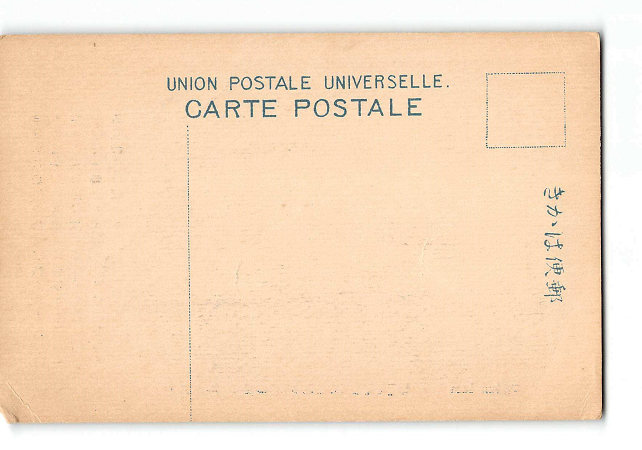 UNION POSTALE UNIVERSELLE.
CARTE POSTALE
きかは便郵